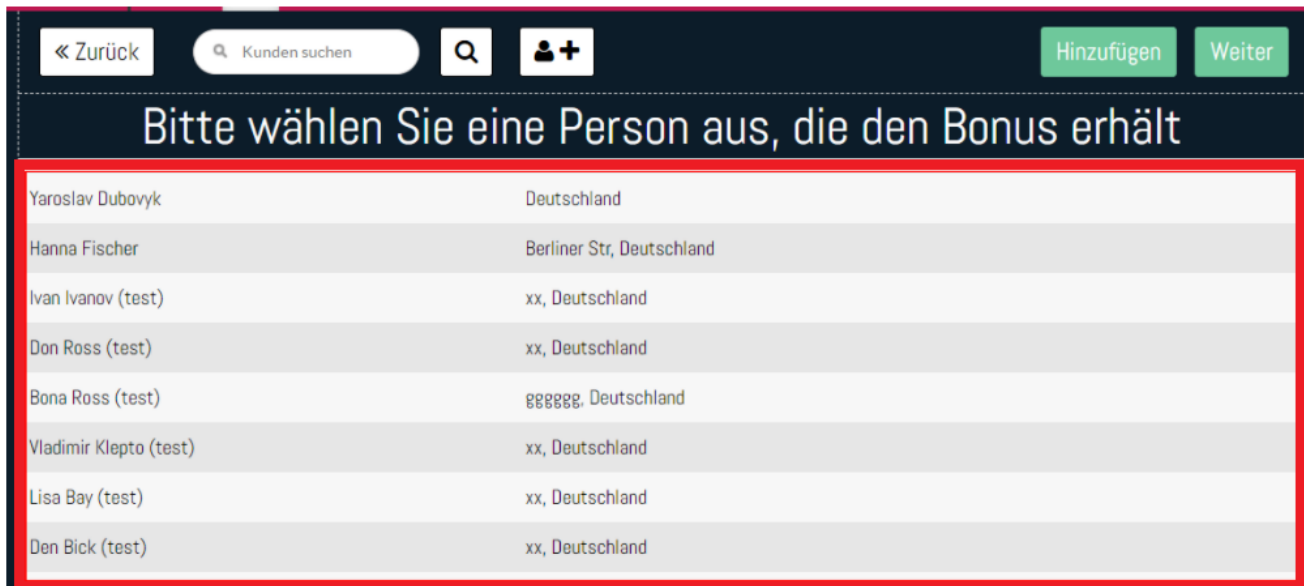 « Zurück Kunden suchen Hinzufügen Weiter
Bitte wählen Sie eine Person aus, die den Bonus erhält
Yaroslav Dubovyk Deutschland
Hanna Fischer Berliner Str, Deutschland
Ivan Ivanov (test) xx, Deutschland
Don Ross (test) xx, Deutschland
Bona Ross (test) gggggg, Deutschland
Vladimir Klepto (test) xx, Deutschland
Lisa Bay (test) xx, Deutschland
Den Bick (test) xx, Deutschland